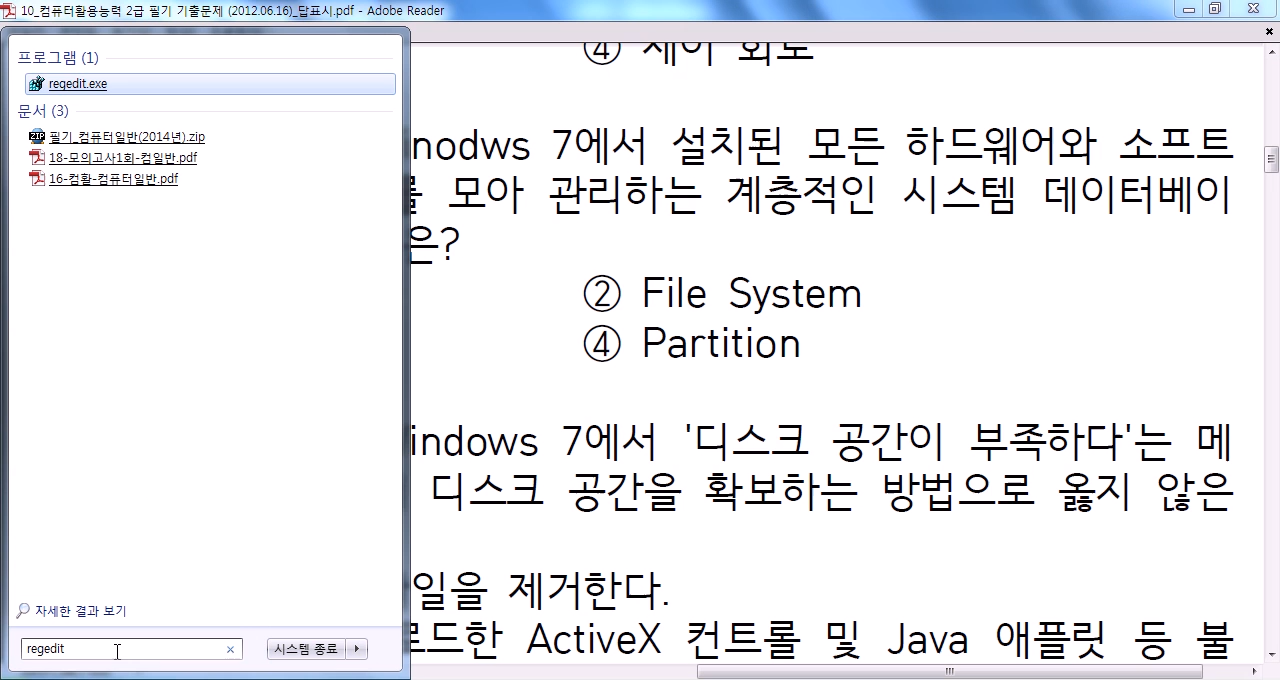 10_컴퓨터활용능력 2급 필기 기출문제 (2012.06.16)_답표시.pdf - Adobe Reader
프로그램 (1)
regedit.exe
문서 (3)
필기_컴퓨터일반(2014년).zip
18-모의고사1회-컴일반.pdf
16-컴활-컴퓨터일반.pdf
자세한 결과 보기
regedit
시스템 종료
④ 제어 회로
nodws 7에서 설치된 모든 하드웨어와 소프트
를 모아 관리하는 계층적인 시스템 데이터베이
은?
② File System
④ Partition
indows 7에서 '디스크 공간이 부족하다'는 메
디스크 공간을 확보하는 방법으로 옳지 않은
일을 제거한다.
로드한 ActiveX 컨트롤 및 Java 애플릿 등 불